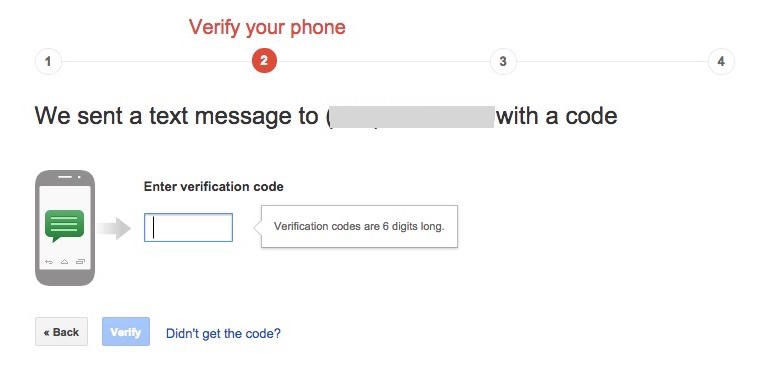 Verify your phone
1 2 3 4
We sent a text message to ( with a code
Enter verification code
Verification codes are 6 digits long.
« Back Verify Didn't get the code?